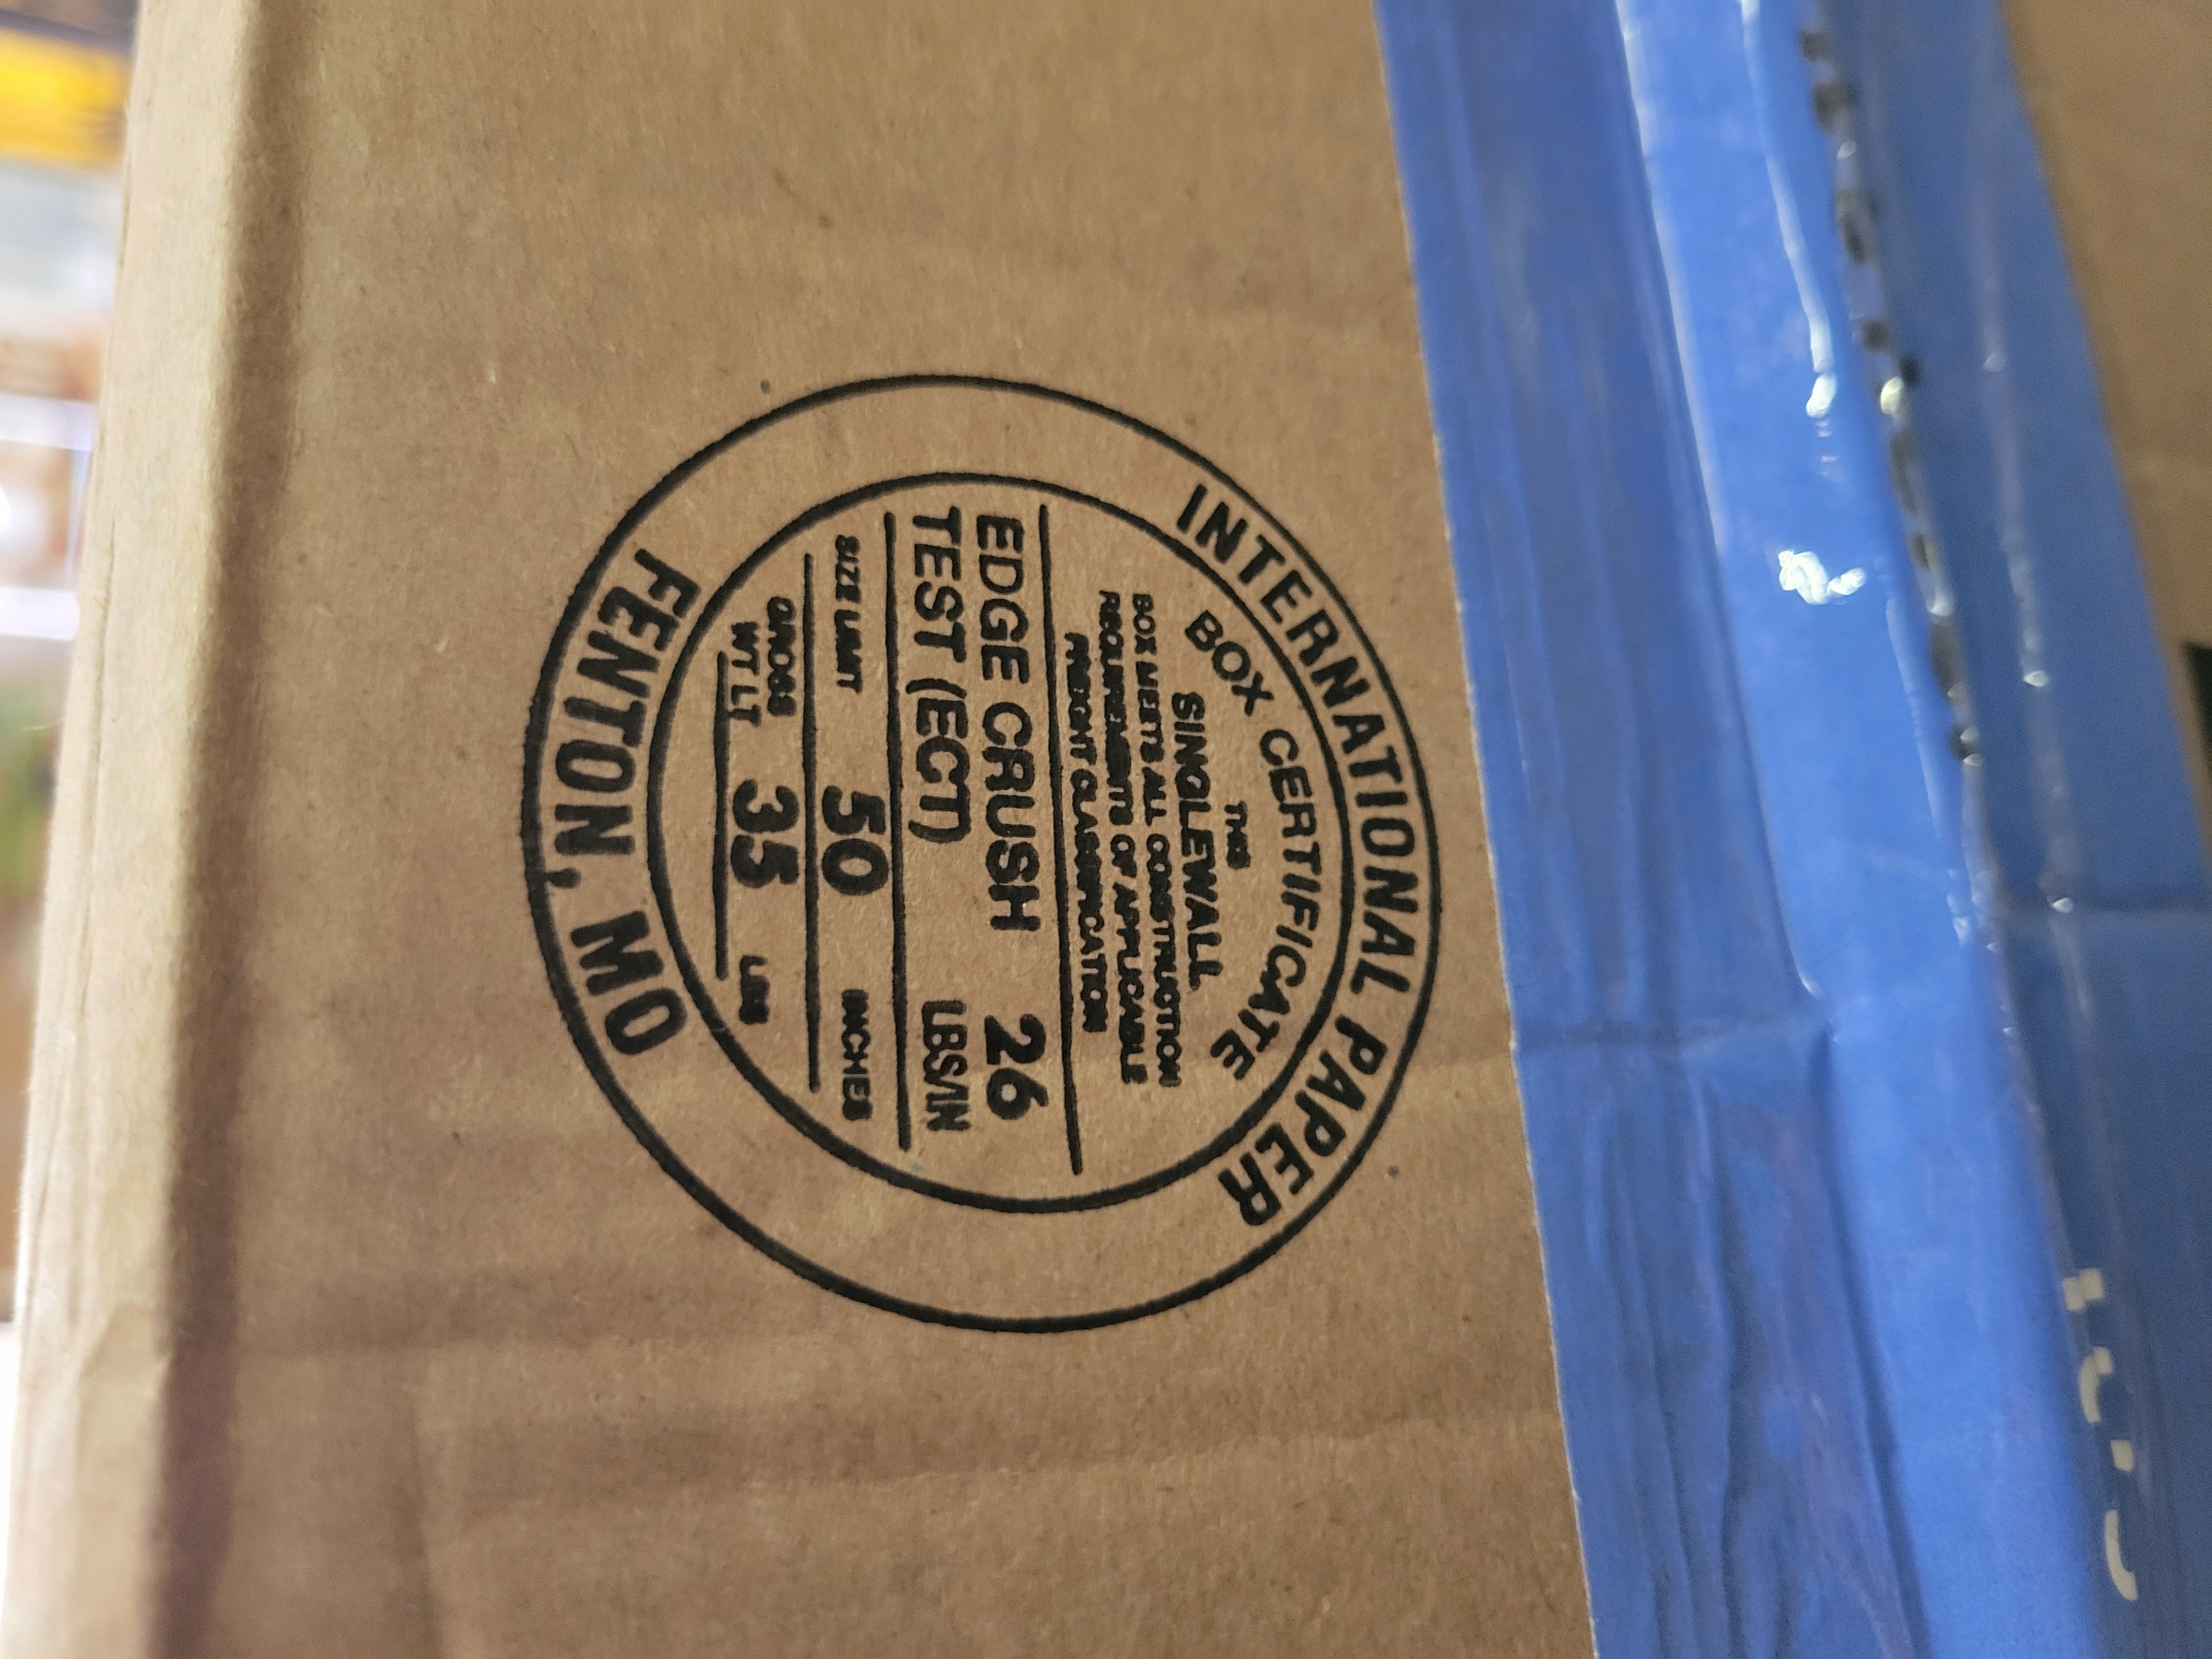 INTERNATIONAL PAPER
BOX CERTIFICATE
THIS
SINGLEWALL
BOX MEETS ALL CONSTRUCTION
REQUIREMENTS OF APPLICABLE
FREIGHT CLASSIFICATION
EDGE CRUSH 26
TEST (ECT) LBS/IN
SIZE LIMIT 50 INCHES
GROSS
WT LT 35 LBS
FENTON, MO